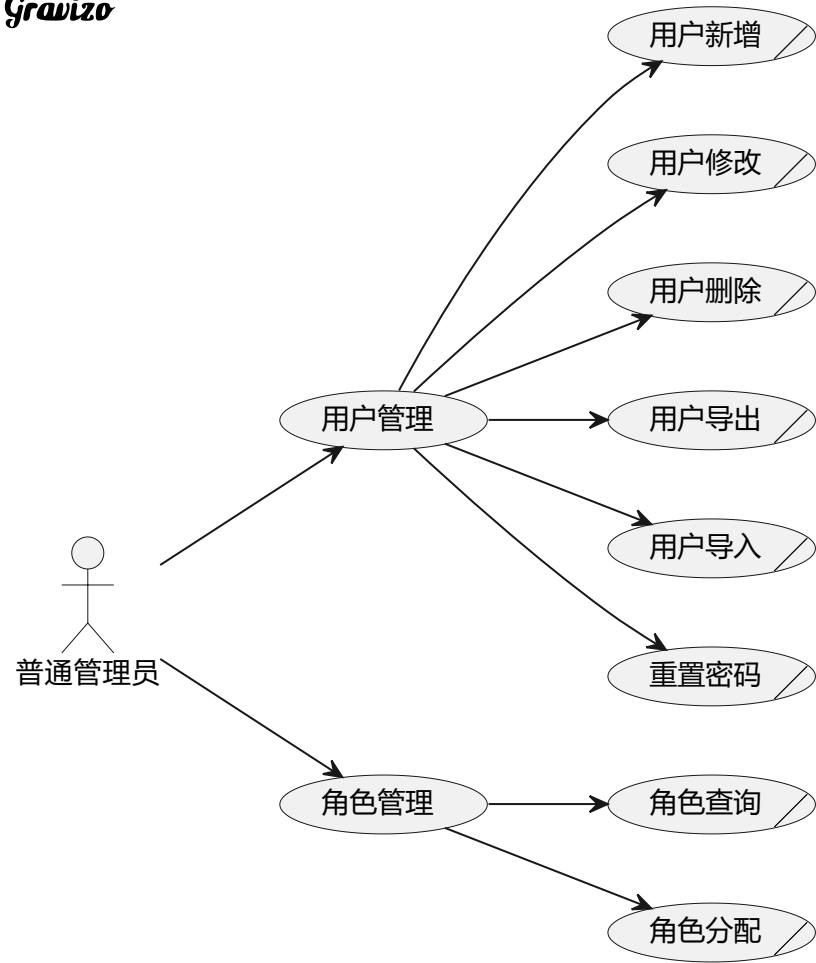 Gravizo
用户新增
用户修改
用户删除
用户管理
用户导出
用户导入
普通管理员
重置密码
角色管理
角色查询
角色分配